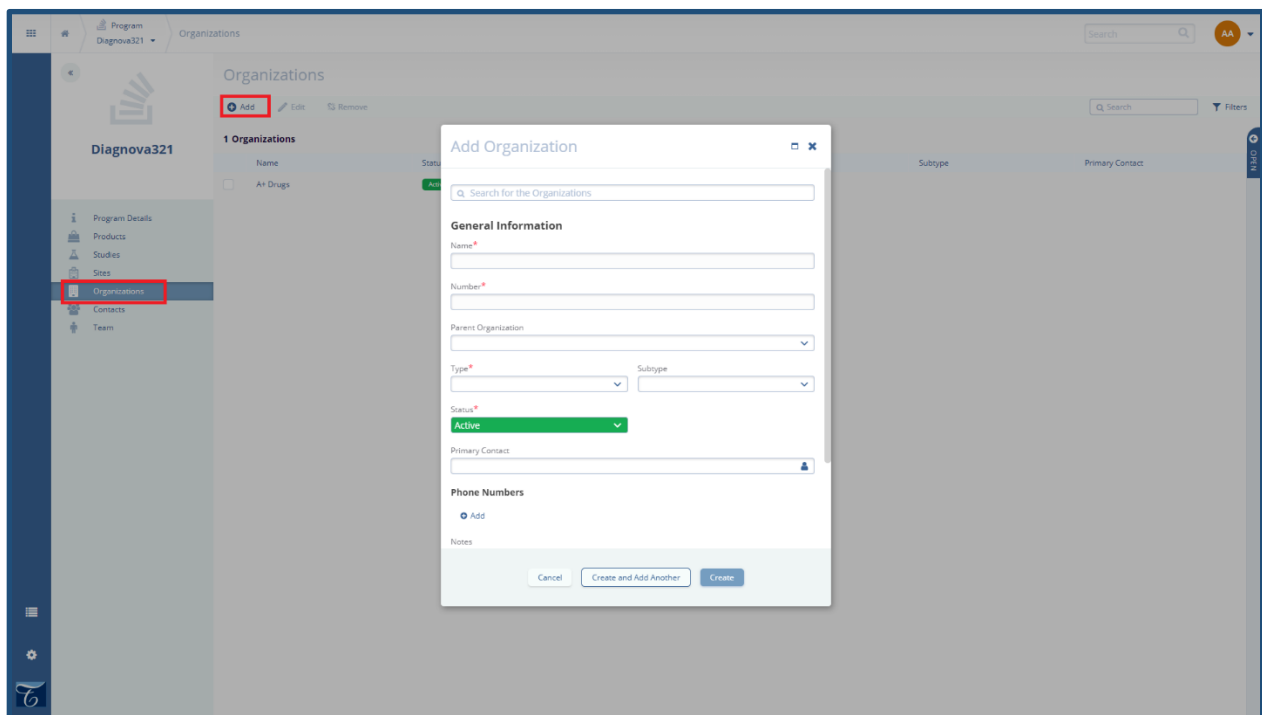 Program
Diagnova321
Organizations
Search
AA
Organizations
Add
Edit
Remove
Search
Filters
Diagnova321
1 Organizations
Name
Statu
Subtype
Primary Contact
OPEN
A+ Drugs
Program Details
Products
Studies
Sites
Organizations
Contacts
Team
Add Organization
Search for the Organizations
General Information
Name*
Number*
Parent Organization
Type*
Subtype
Status*
Active
Primary Contact
Phone Numbers
Add
Notes
Cancel
Create and Add Another
Create